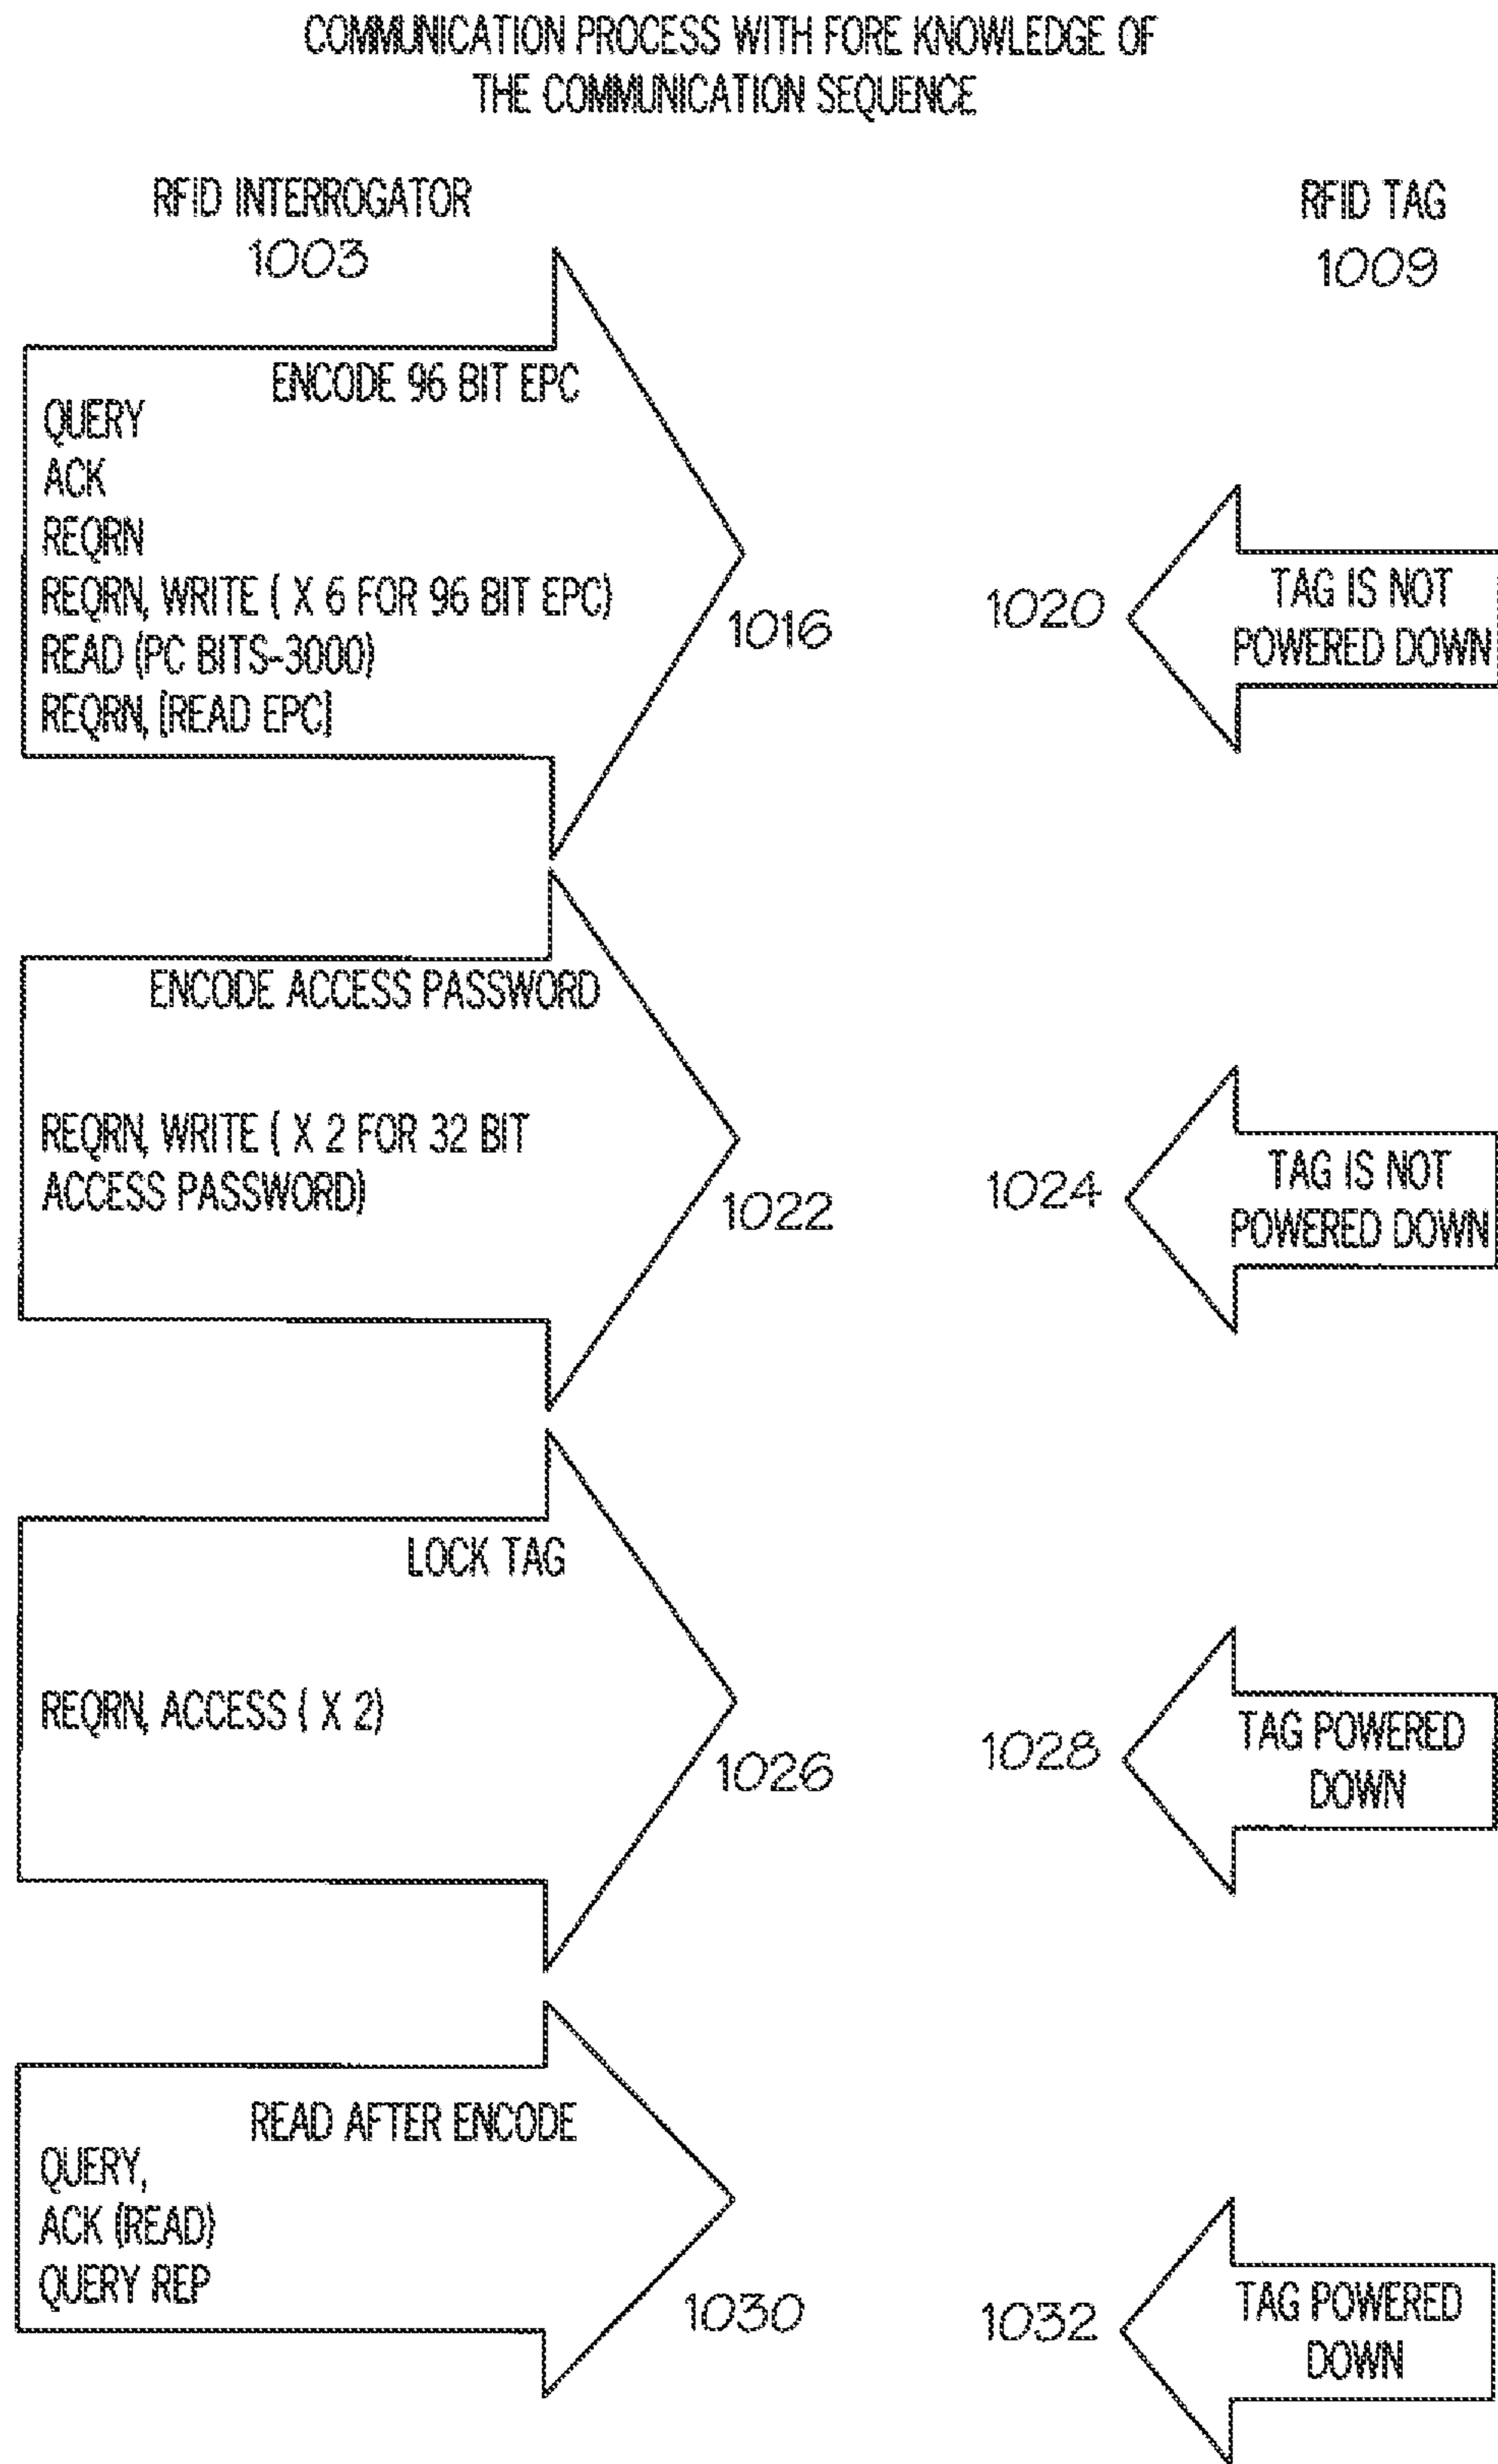 COMMUNICATION PROCESS WITH FORE KNOWLEDGE OF
THE COMMUNICATION SEQUENCE
RFID INTERROGATOR
1003
RFID TAG
1009
ENCODE 96 BIT EPC
QUERY
ACK
REQRN
REQRN, WRITE ( X 6 FOR 96 BIT EPC)
READ (PC BITS-3000)
REQRN, [READ EPC]
1016
1020
TAG IS NOT
POWERED DOWN
ENCODE ACCESS PASSWORD
REQRN, WRITE ( X 2 FOR 32 BIT
ACCESS PASSWORD)
1022
1024
TAG IS NOT
POWERED DOWN
LOCK TAG
REQRN, ACCESS ( X 2)
1026
1028
TAG POWERED
DOWN
READ AFTER ENCODE
QUERY,
ACK (READ)
QUERY REP
1030
1032
TAG POWERED
DOWN